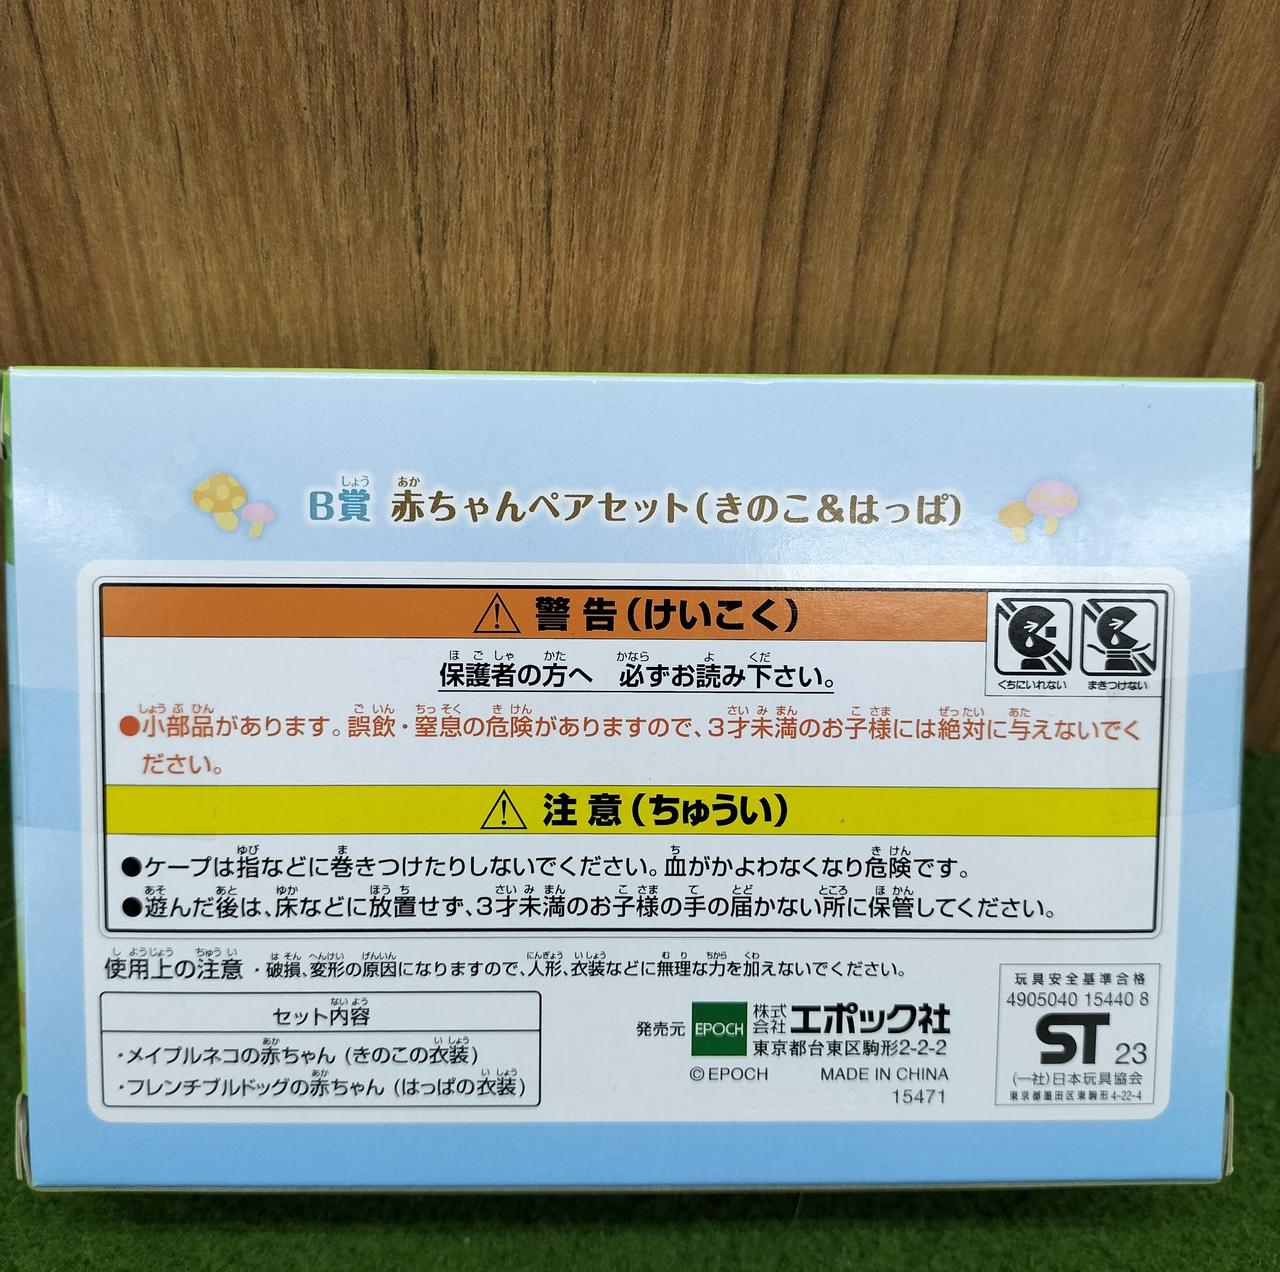 B賞 赤ちゃんペアセット(きのこ&はっぱ)
警告(けいこく)
くちにいれない まきつけない
保護者の方へ 必ずお読み下さい。
●小部品があります。誤飲・窒息の危険がありますので、3才未満のお子様には絶対に与えないでく
ださい。
注意(ちゅうい)
●ケープは指などに巻きつけたりしないでください。血がかよわなくなり危険です。
●遊んだ後は、床などに放置せず、3才未満のお子様の手の届かない所に保管してください。
使用上の注意 ・破損、変形の原因になりますので、人形、衣装などに無理な力を加えないでください。
セット内容
・メイプルネコの赤ちゃん (きのこの衣装)
・フレンチブルドッグの赤ちゃん (はっぱの衣装)
発売元 EPOCH 株式会社エポック社
東京都台東区駒形2-2-2
©EPOCH MADE IN CHINA
15471
玩具安全基準合格
4905040 15440 8
ST 23
(一社)日本玩具協会
東京都墨田区東駒形4-22-4